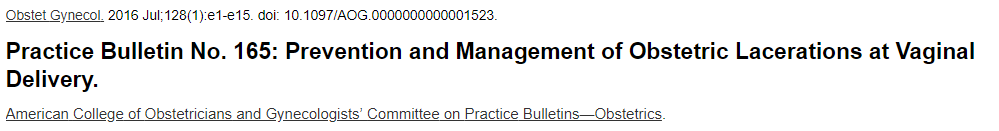 Obstet Gynecol. 2016 Jul;128(1):e1-e15. doi: 10.1097/AOG.0000000000001523.
Practice Bulletin No. 165: Prevention and Management of Obstetric Lacerations at Vaginal
Delivery.
American College of Obstetricians and Gynecologists’ Committee on Practice Bulletins—Obstetrics.